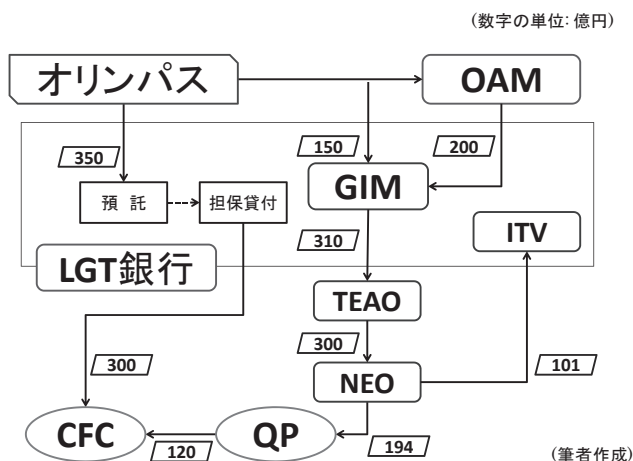 (数字の単位: 億円)
オリンパス
OAM
350
150
200
預 託
担保貸付
GIM
310
ITV
LGT銀行
TEAO
300
300
NEO
101
CFC
120
QP
194
(筆者作成)